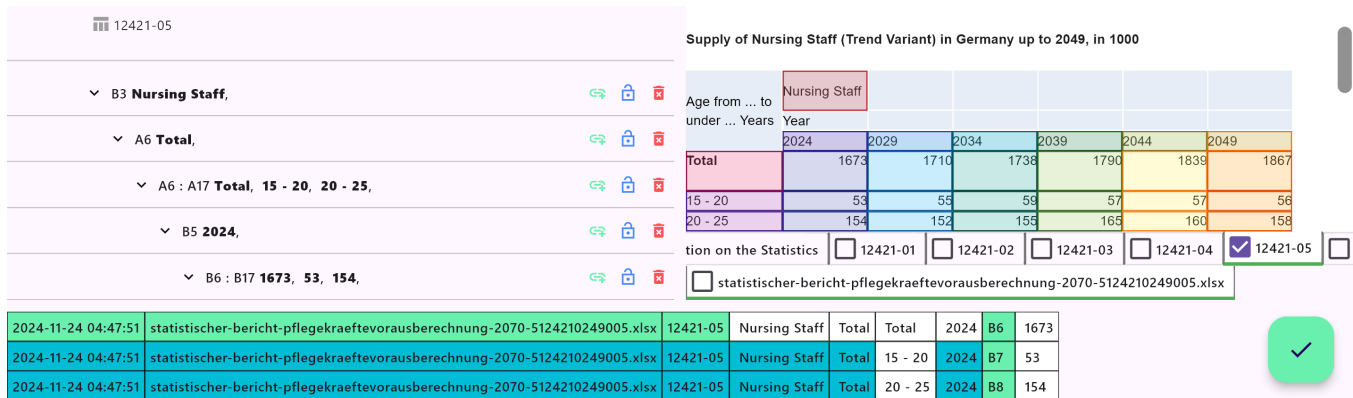 12421-05
B3 Nursing Staff,
A6 Total,
A6 : A17 Total, 15 - 20, 20 - 25,
B5 2024,
B6 : B17 1673, 53, 154,
Supply of Nursing Staff (Trend Variant) in Germany up to 2049, in 1000
Age from ... to
under ... Years
Nursing Staff
Year
2024 2029 2034 2039 2044 2049
Total 1673 1710 1738 1790 1839 1867
15 - 20 53 55 59 57 57 56
20 - 25 154 152 155 165 160 158
tion on the Statistics 12421-01 12421-02 12421-03 12421-04 12421-05
statistischer-bericht-pflegekraeftevorausberechnung-2070-5124210249005.xlsx
2024-11-24 04:47:51 statistischer-bericht-pflegekraeftevorausberechnung-2070-5124210249005.xlsx 12421-05 Nursing Staff Total Total 2024 B6 1673
2024-11-24 04:47:51 statistischer-bericht-pflegekraeftevorausberechnung-2070-5124210249005.xlsx 12421-05 Nursing Staff Total 15 - 20 2024 B7 53
2024-11-24 04:47:51 statistischer-bericht-pflegekraeftevorausberechnung-2070-5124210249005.xlsx 12421-05 Nursing Staff Total 20 - 25 2024 B8 154